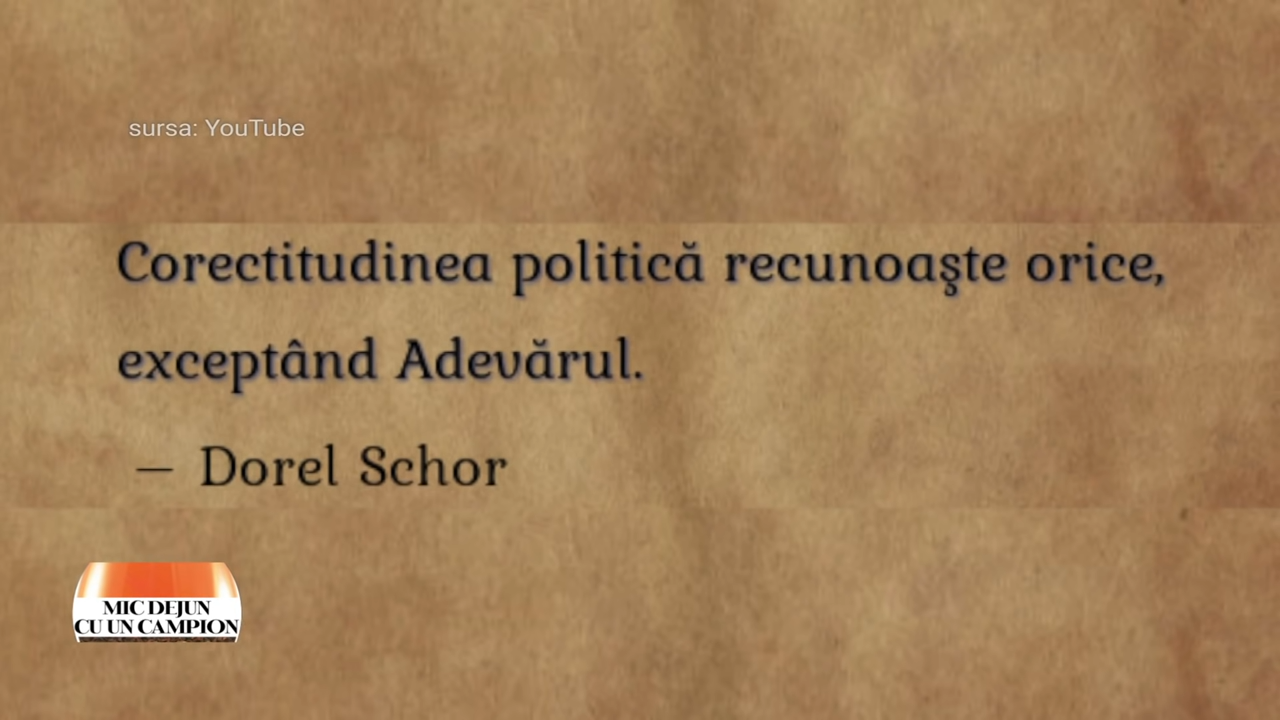 sursa: YouTube
Corectitudinea politică recunoaşte orice,
exceptând Adevărul.
— Dorel Schor
MIC DEJUN
CU UN CAMPION